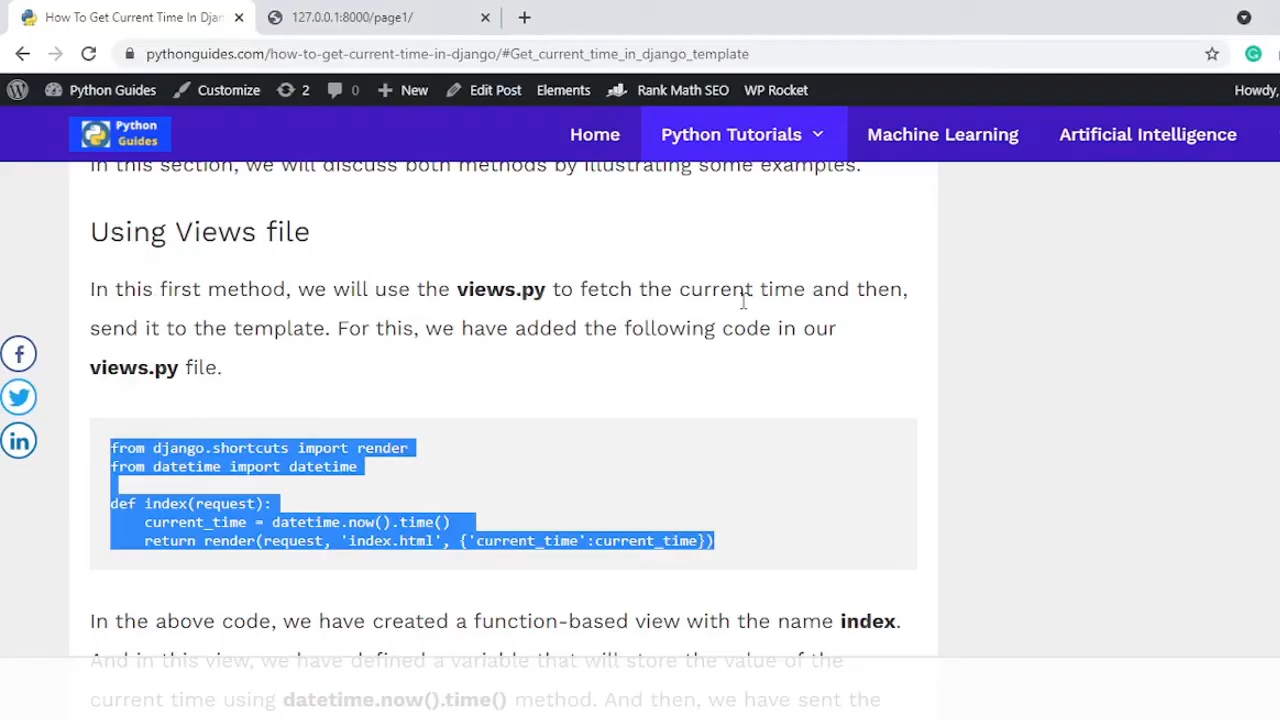 How To Get Current Time In Djan
127.0.0.1:8000/page1/
pythonguides.com/how-to-get-current-time-in-django/#Get_current_time_in_django_template
Python Guides Customize 2 0 New Edit Post Elements Rank Math SEO WP Rocket Howdy,
Python
Guides
Home Python Tutorials Machine Learning Artificial Intelligence
In this section, we will discuss both methods by illustrating some examples.
Using Views file
In this first method, we will use the views.py to fetch the current time and then,
send it to the template. For this, we have added the following code in our
views.py file.
from django.shortcuts import render
from datetime import datetime
def index(request):
current_time = datetime.now().time()
return render(request, 'index.html', {'current_time':current_time})
In the above code, we have created a function-based view with the name index.
And in this view, we have defined a variable that will store the value of the
current time using datetime.now().time() method. And then, we have sent the